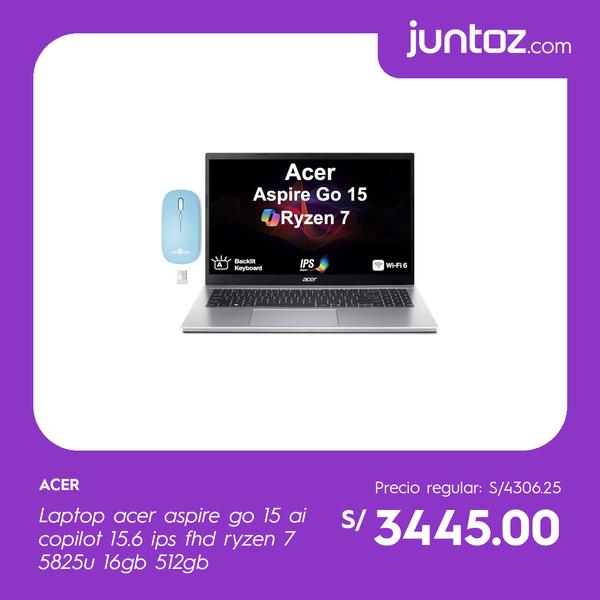 juntoz.com
Acer
Aspire Go 15
Ryzen 7
A
Backlit
Keyboard
IPS
Wi-Fi 6
acer
ACER
Laptop acer aspire go 15 ai
copilot 15.6 ips fhd ryzen 7
5825u 16gb 512gb
Precio regular: S/4306.25
S/ 3445.00